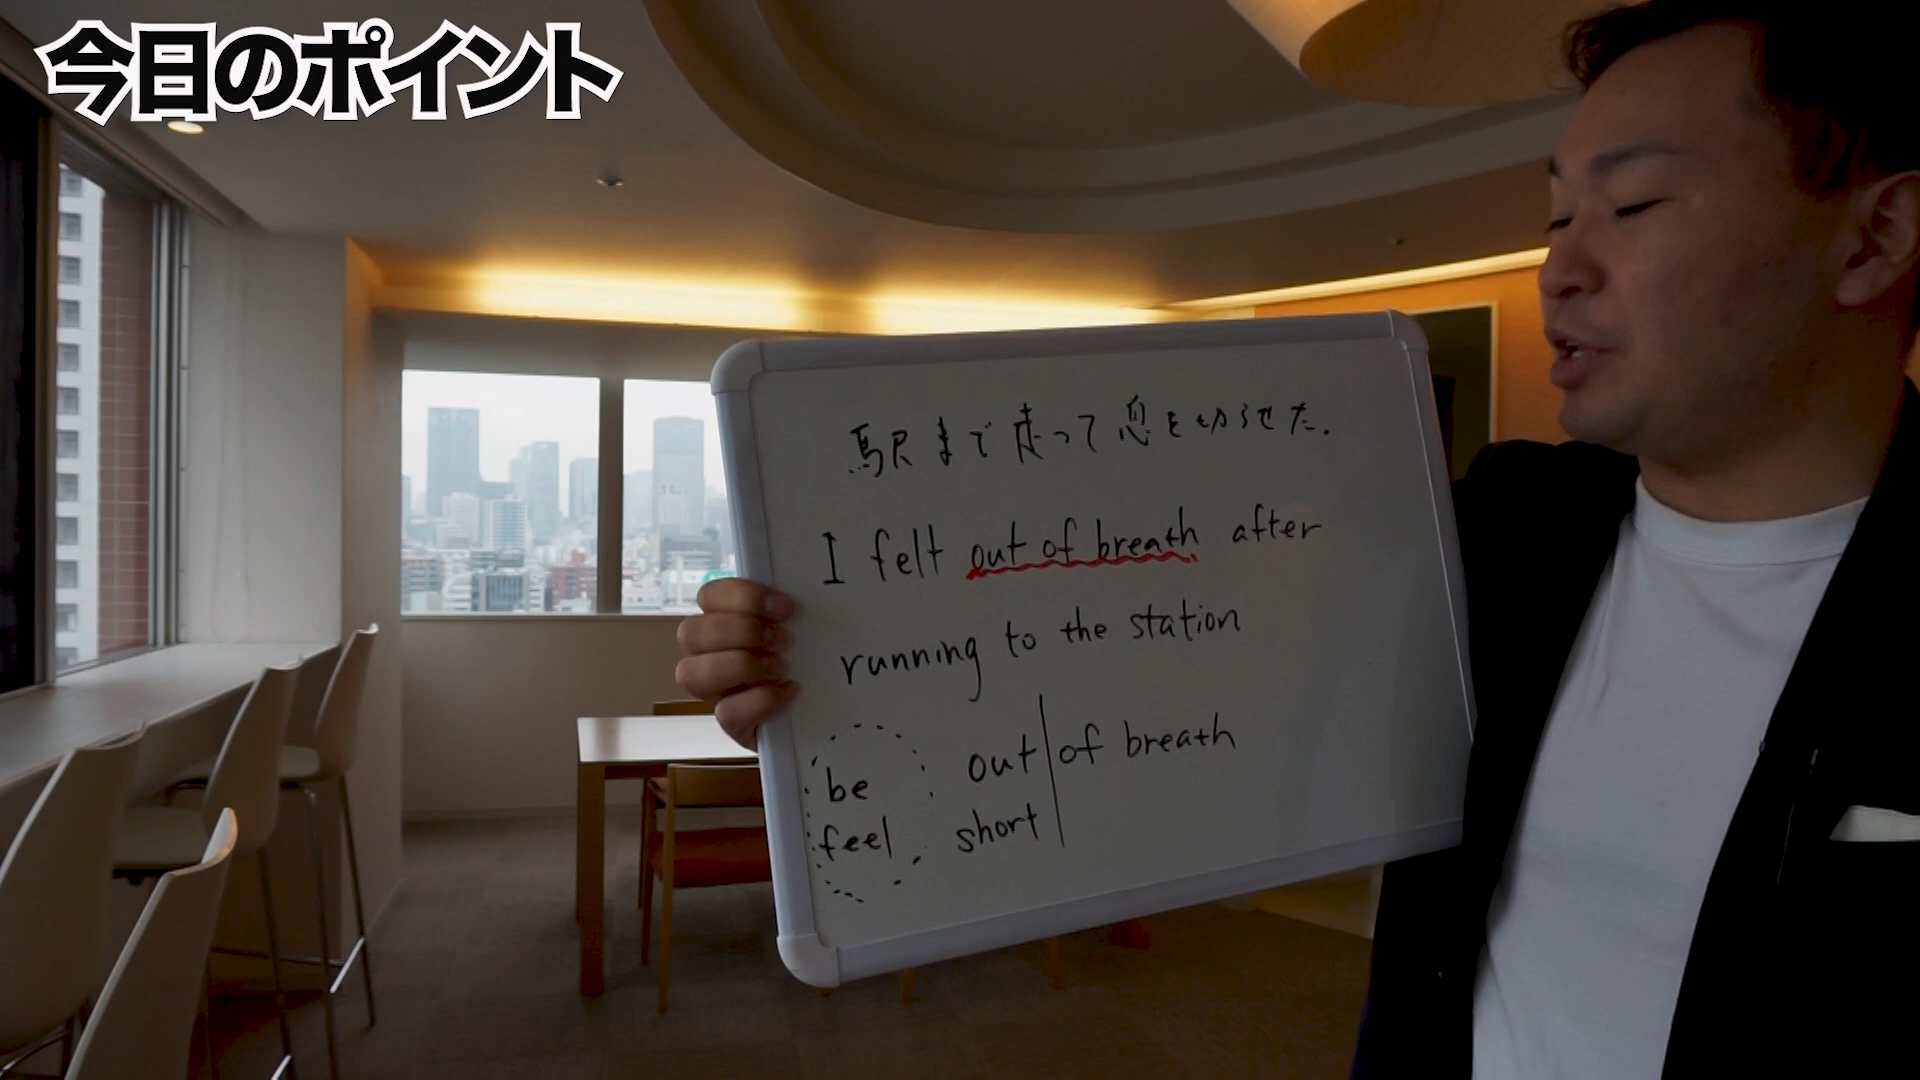 今日のポイント
駅まで走って息を切らせた.
I felt out of breath after
running to the station
be out of breath
feel short